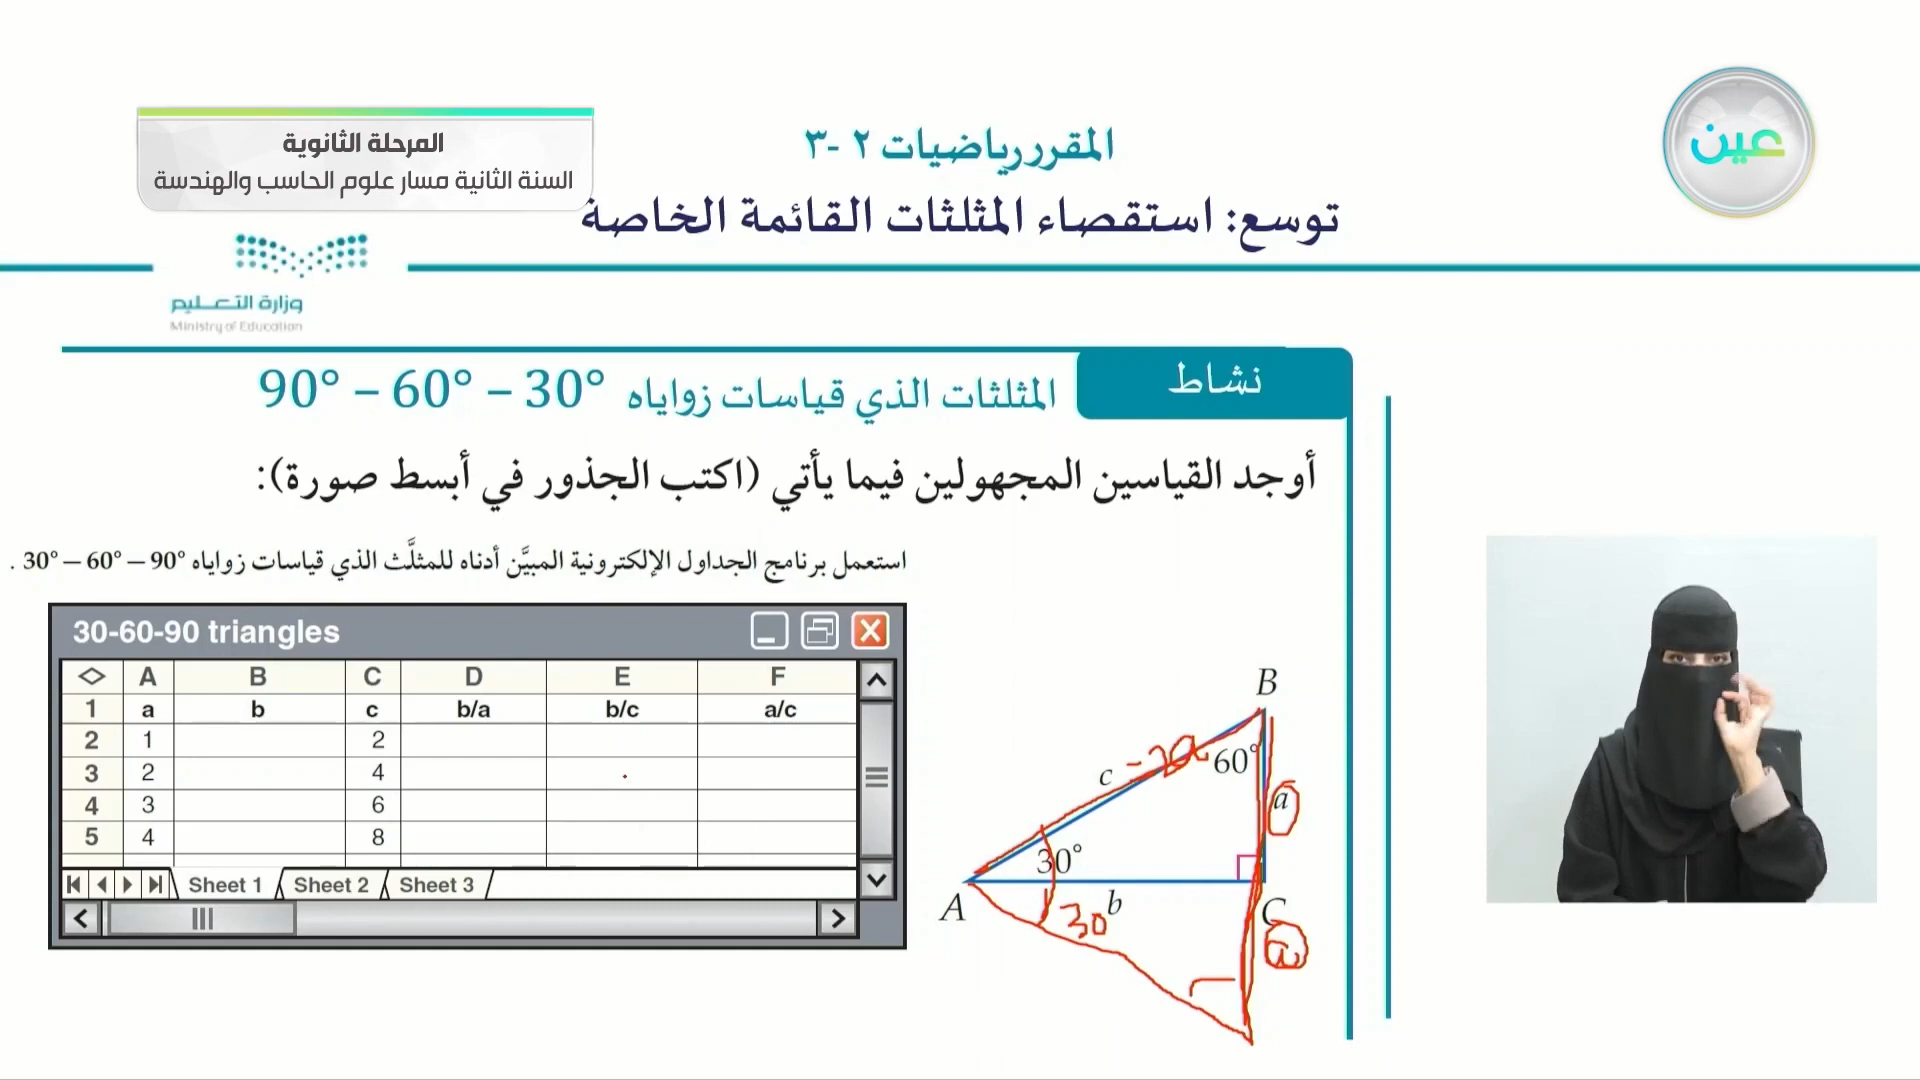 عين
المرحلة الثانوية
السنة الثانية مسار علوم الحاسب والهندسة
المقرر رياضيات ٢ -٣
توسع: استقصاء المثلثات القائمة الخاصة
وزارة التعليم
Ministry of Education
نشاط
المثلثات الذي قياسات زواياه 30° – 60° – 90°
أوجد القياسين المجهولين فيما يأتي (اكتب الجذور في أبسط صورة):
استعمل برنامج الجداول الإلكترونية المبيَّن أدناه للمثلَّث الذي قياسات زواياه 30° – 60° – 90° .
30-60-90 triangles
A B C D E F
1 a b c b/a b/c a/c
2 1 2
3 2 4
4 3 6
5 4 8
Sheet 1 Sheet 2 Sheet 3
B
60°
c - 2a
a
30°
A b C
30
a